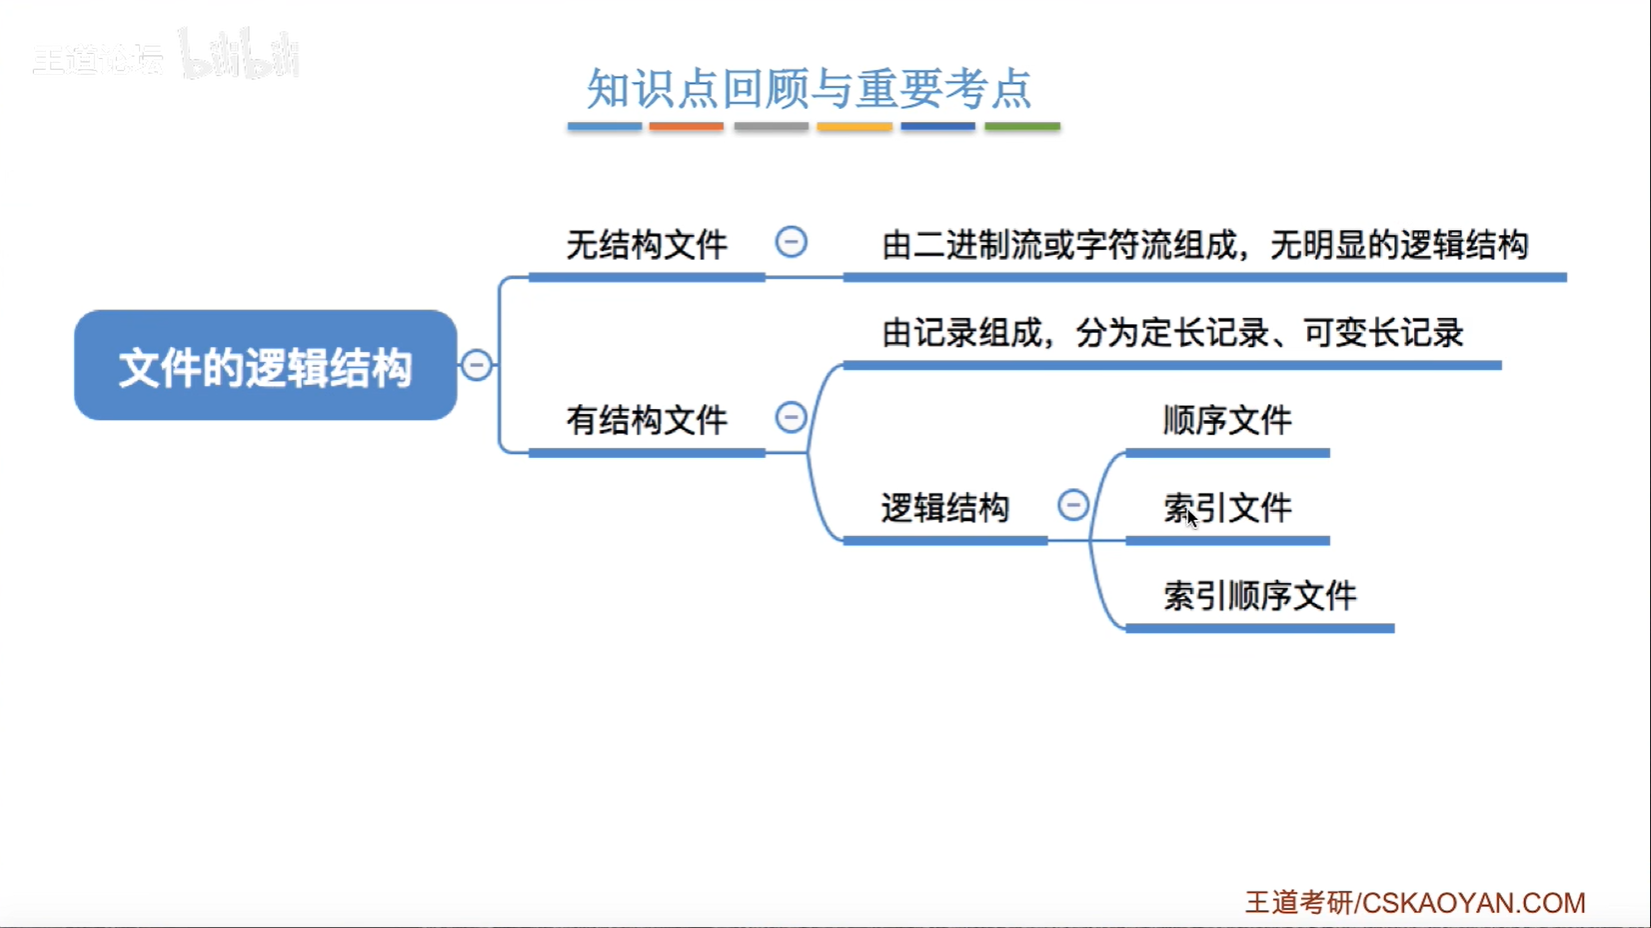 王道论坛 bilibili
知识点回顾与重要考点
无结构文件
由二进制流或字符流组成，无明显的逻辑结构
由记录组成，分为定长记录、可变长记录
文件的逻辑结构
有结构文件
顺序文件
逻辑结构
索引文件
索引顺序文件
王道考研/CSKAOYAN.COM